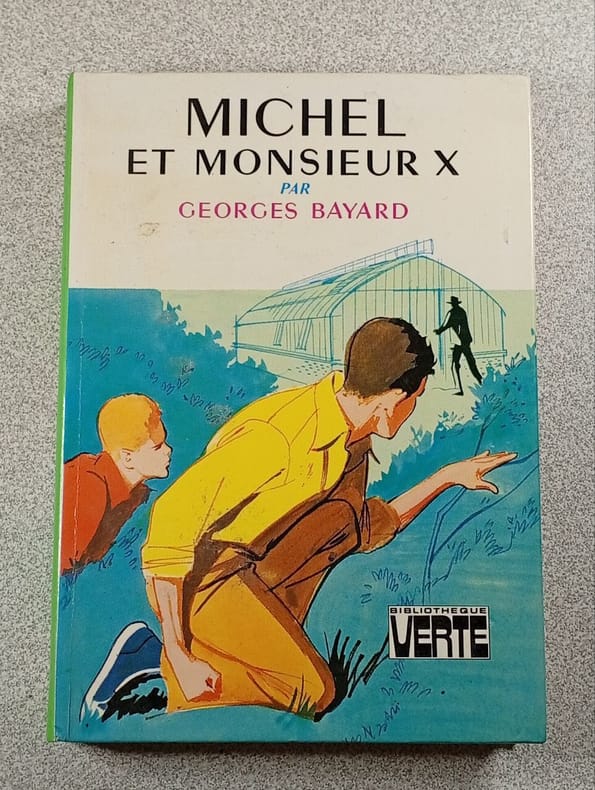 MICHEL
ET MONSIEUR X
PAR
GEORGES BAYARD
BIBLIOTHEQUE
VERTE